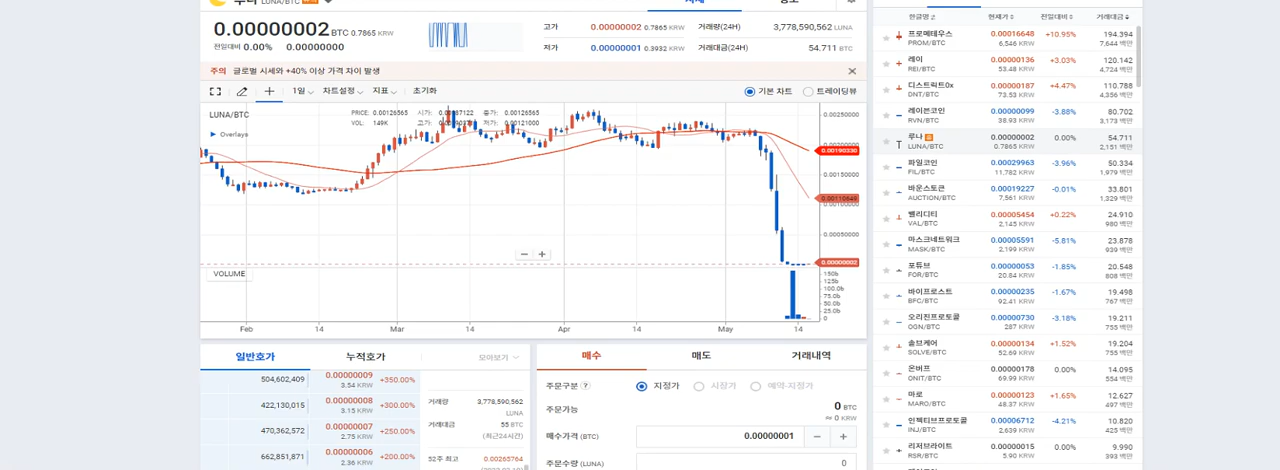 루나 LUNA/BTC
시세
정보
0.00000002 BTC 0.7865 KRW
전일대비 0.00% 0.00000000
고가 0.00000002 0.7865 KRW
거래량(24H) 3,778,590,562 LUNA
저가 0.00000001 0.3932 KRW
거래대금(24H) 54.711 BTC
주의 글로벌 시세와 +40% 이상 가격 차이 발생
1일 차트설정 지표 초기화
기본 차트 트레이딩뷰
LUNA/BTC
Overlays
PRICE: 0.00126565 시가: 종가: 0.00126565
VOL: 149K 고가: 저가: 0.00121000
0.00250000
0.00190330
0.00150000
0.00110649
0.00050000
0.00000002
VOLUME
150b
125.0b
100.0b
75.0b
50.0b
25.0b
0
Feb 14 Mar 14 Apr 14 May 14
일반호가 누적호가 모아보기
504,602,409 0.00000009 +350.00%
3.54 KRW
422,130,015 0.00000008 +300.00%
3.15 KRW
470,362,572 0.00000007 +250.00%
2.75 KRW
662,851,871 0.00000006 +200.00%
2.36 KRW
거래량 3,778,590,562
LUNA
거래대금 55 BTC
(최근24시간)
52주 최고 0.00265764
매수 매도 거래내역
주문구분 ? 지정가 시장가 예약-지정가
주문가능 0 BTC
≈ 0 KRW
매수가격 (BTC) 0.00000001 − +
주문수량 (LUNA) 0
한글명 현재가 전일대비 거래대금
프로메테우스 0.00016648 +10.95% 194.394
PROM/BTC 6,546 KRW 7,644 백만
레이 0.00000136 +3.03% 120.142
REI/BTC 53.48 KRW 4,724 백만
디스트릭트0x 0.00000187 +4.47% 110.788
DNT/BTC 73.53 KRW 4,356 백만
레이븐코인 0.00000099 -3.88% 80.702
RVN/BTC 38.93 KRW 3,173 백만
루나 0.00000002 0.00% 54.711
LUNA/BTC 0.7865 KRW 2,151 백만
파일코인 0.00029963 -3.96% 50.334
FIL/BTC 11,782 KRW 1,979 백만
바운스토큰 0.00019227 -0.01% 33.801
AUCTION/BTC 7,561 KRW 1,329 백만
밸리디티 0.00005454 +0.22% 24.910
VAL/BTC 2,145 KRW 980 백만
마스크네트워크 0.00005591 -5.81% 23.878
MASK/BTC 2,199 KRW 939 백만
포튜브 0.00000053 -1.85% 20.548
FOR/BTC 20.84 KRW 808 백만
바이프로스트 0.00000235 -1.67% 19.498
BFC/BTC 92.41 KRW 767 백만
오리진프로토콜 0.00000730 -3.18% 19.211
OGN/BTC 287 KRW 755 백만
솔브케어 0.00000134 +1.52% 19.204
SOLVE/BTC 52.69 KRW 755 백만
온버프 0.00000178 0.00% 14.095
ONIT/BTC 69.99 KRW 554 백만
마로 0.00000123 +1.65% 12.627
MARO/BTC 48.37 KRW 497 백만
인젝티브프로토콜 0.00006712 -4.21% 10.820
INJ/BTC 2,639 KRW 425 백만
리저브라이트 0.00000015 0.00% 9.990
RSR/BTC 5.90 KRW 393 백만